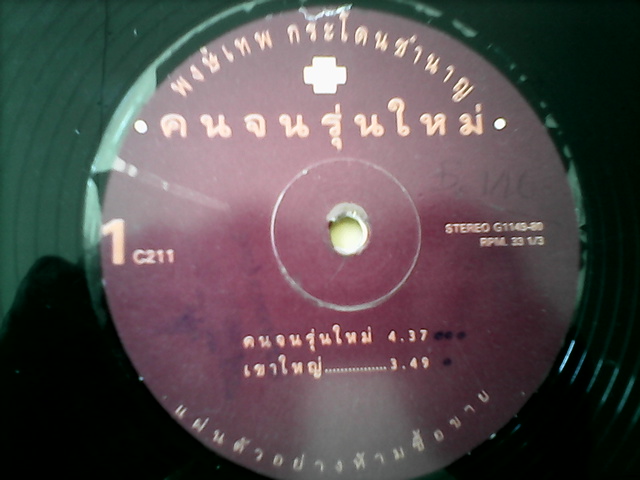 พงษ์เทพ กระโดนชำนาญ
คนจนรุ่นใหม่
STEREO G1149-80
RPM. 33 1/3
1 C211
คนจนรุ่นใหม่ 4.37
เขาใหญ่...............3.49
แผ่นตัวอย่างห้ามซื้อขาย